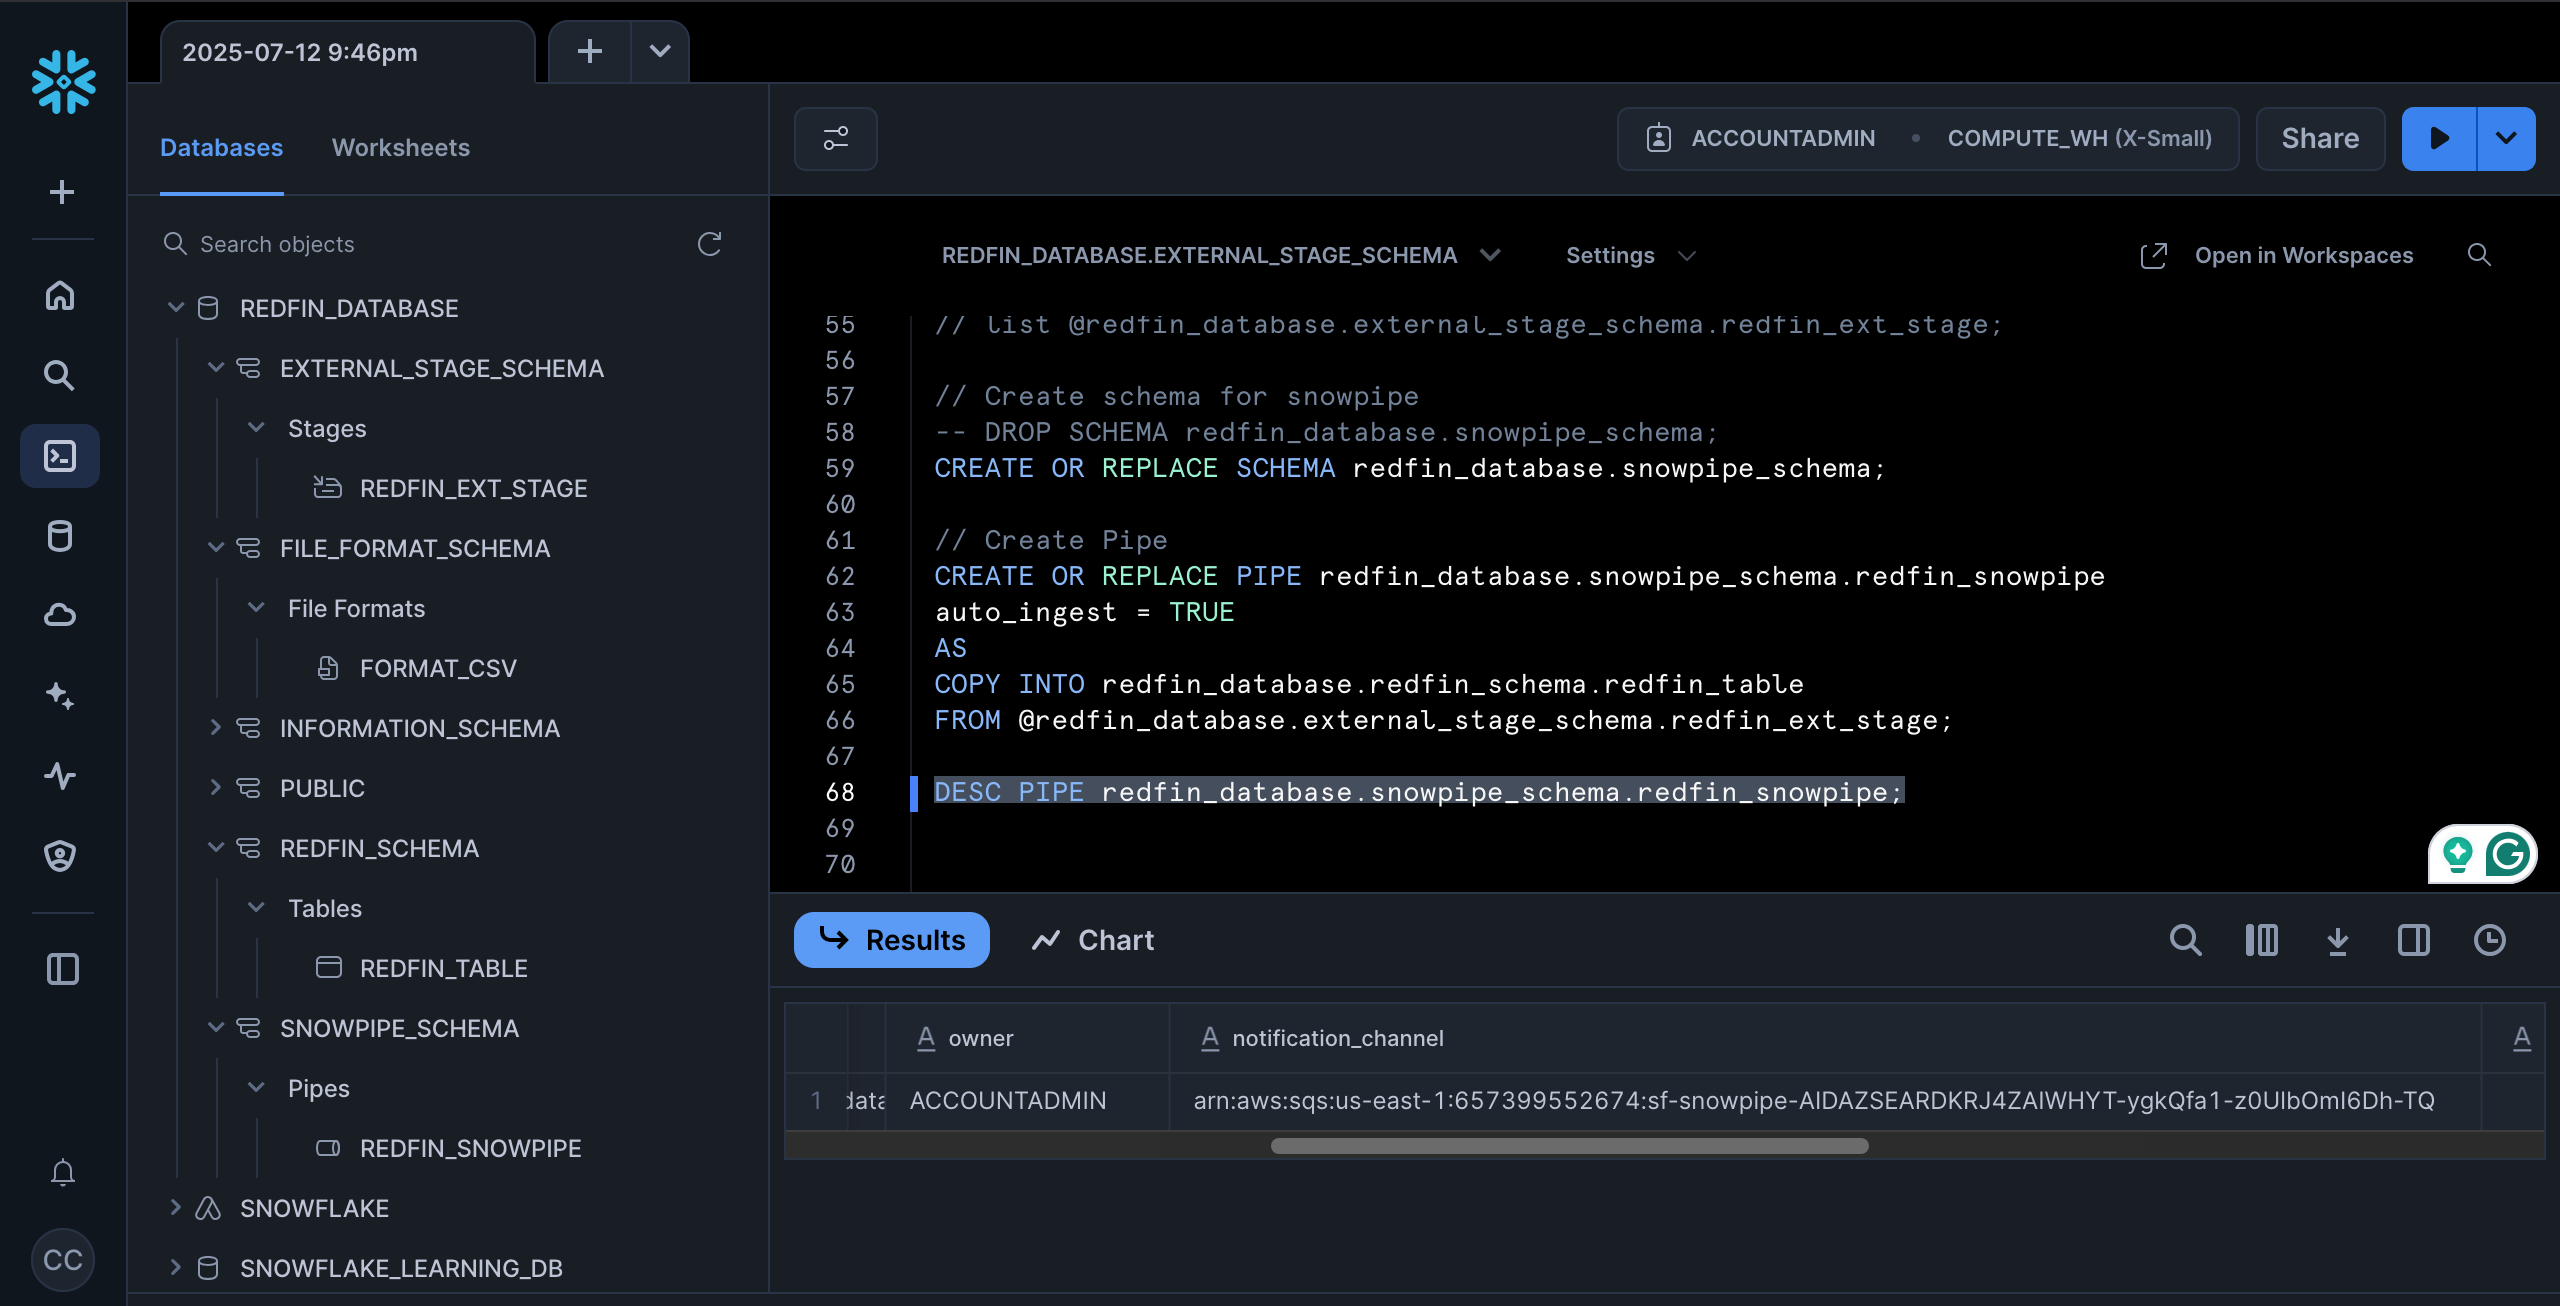 2025-07-12 9:46pm
Databases
Worksheets
Search objects
REDFIN_DATABASE
EXTERNAL_STAGE_SCHEMA
Stages
REDFIN_EXT_STAGE
FILE_FORMAT_SCHEMA
File Formats
FORMAT_CSV
INFORMATION_SCHEMA
PUBLIC
REDFIN_SCHEMA
Tables
REDFIN_TABLE
SNOWPIPE_SCHEMA
Pipes
REDFIN_SNOWPIPE
SNOWFLAKE
SNOWFLAKE_LEARNING_DB
CC
ACCOUNTADMIN • COMPUTE_WH (X-Small)
Share
REDFIN_DATABASE.EXTERNAL_STAGE_SCHEMA
Settings
Open in Workspaces
55 // list @redfin_database.external_stage_schema.redfin_ext_stage;
56
57 // Create schema for snowpipe
58 -- DROP SCHEMA redfin_database.snowpipe_schema;
59 CREATE OR REPLACE SCHEMA redfin_database.snowpipe_schema;
60
61 // Create Pipe
62 CREATE OR REPLACE PIPE redfin_database.snowpipe_schema.redfin_snowpipe
63 auto_ingest = TRUE
64 AS
65 COPY INTO redfin_database.redfin_schema.redfin_table
66 FROM @redfin_database.external_stage_schema.redfin_ext_stage;
67
68 DESC PIPE redfin_database.snowpipe_schema.redfin_snowpipe;
69
70
Results
Chart
A owner
A notification_channel
A
1 data ACCOUNTADMIN arn:aws:sqs:us-east-1:657399552674:sf-snowpipe-AIDAZSEARDKRJ4ZAIWHYT-ygkQfa1-z0UlbOmI6Dh-TQ